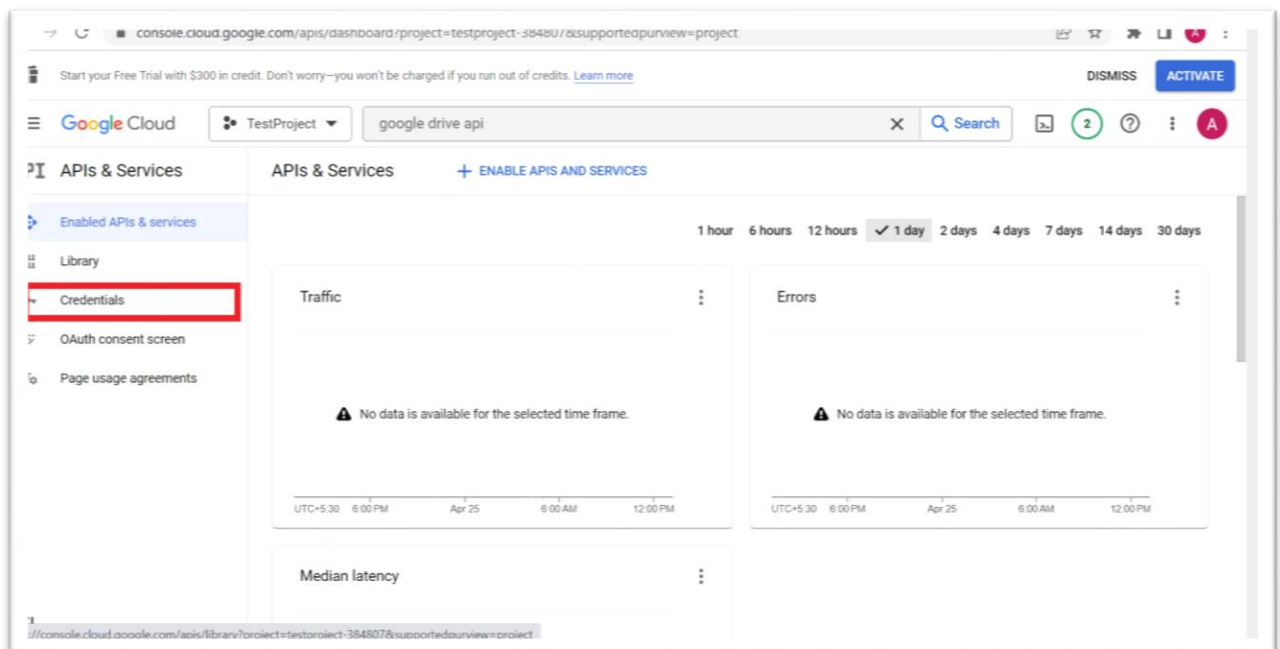 console.cloud.google.com/apis/dashboard?project=testproject-384807&supportedpurview=project
Start your Free Trial with $300 in credit. Don't worry—you won't be charged if you run out of credits. Learn more
DISMISS
ACTIVATE
Google Cloud
TestProject
google drive api
Search
2
A
APIs & Services
APIs & Services
ENABLE APIS AND SERVICES
Enabled APIs & services
Library
Credentials
OAuth consent screen
Page usage agreements
1 hour 6 hours 12 hours 1 day 2 days 4 days 7 days 14 days 30 days
Traffic
No data is available for the selected time frame.
UTC+5:30 6:00 PM Apr 25 6:00 AM 12:00 PM
Errors
No data is available for the selected time frame.
UTC+5:30 6:00 PM Apr 25 6:00 AM 12:00 PM
Median latency
://console.cloud.google.com/apis/library?project=testproject-384807&supportedpurview=project